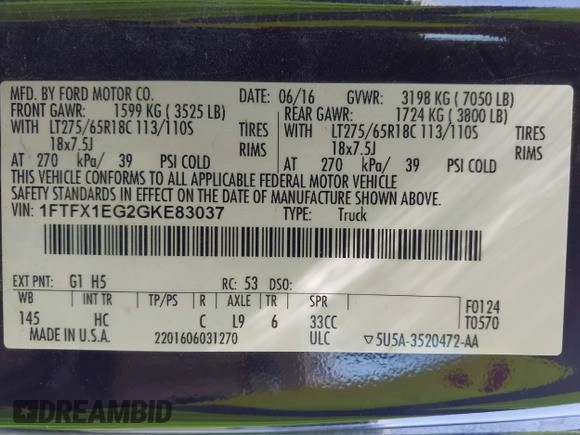 MFD. BY FORD MOTOR CO.
DATE: 06/16 GVWR: 3198 KG ( 7050 LB)
FRONT GAWR: 1599 KG ( 3525 LB) REAR GAWR: 1724 KG ( 3800 LB)
WITH LT275/65R18C 113/110S TIRES WITH LT275/65R18C 113/110S TIRES
18x7.5J RIMS 18x7.5J RIMS
AT 270 kPa/ 39 PSI COLD AT 270 kPa/ 39 PSI COLD
THIS VEHICLE CONFORMS TO ALL APPLICABLE FEDERAL MOTOR VEHICLE
SAFETY STANDARDS IN EFFECT ON THE DATE OF MANUFACTURE SHOWN ABOVE.
VIN: 1FTFX1EG2GKE83037 TYPE: Truck
EXT PNT: G1 H5 RC: 53 DSO:
WB INT TR TP/PS R AXLE TR SPR F0124
145 HC C L9 6 33CC T0570
MADE IN U.S.A. 2201606031270 ULC ▽5U5A-3520472-AA
DREAMBID